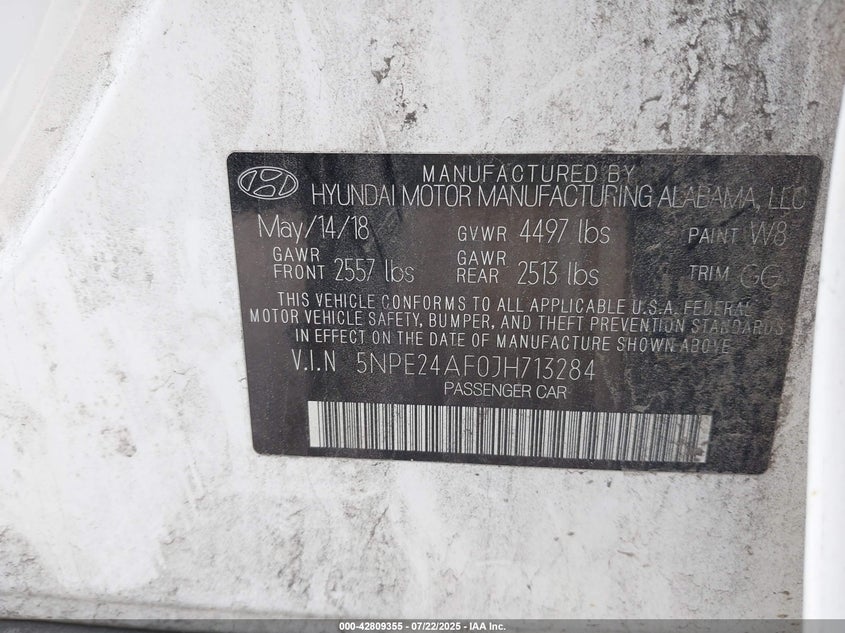 MANUFACTURED BY
HYUNDAI MOTOR MANUFACTURING ALABAMA, LLC
May/14/18 GVWR 4497 lbs PAINT W8
GAWR FRONT 2557 lbs GAWR REAR 2513 lbs TRIM GG
THIS VEHICLE CONFORMS TO ALL APPLICABLE U.S.A. FEDERAL
MOTOR VEHICLE SAFETY, BUMPER, AND THEFT PREVENTION STANDARDS
IN EFFECT ON THE DATE OF MANUFACTURE SHOWN ABOVE.
V.I.N 5NPE24AF0JH713284
PASSENGER CAR
000-42809355 - 07/22/2025 - IAA Inc.